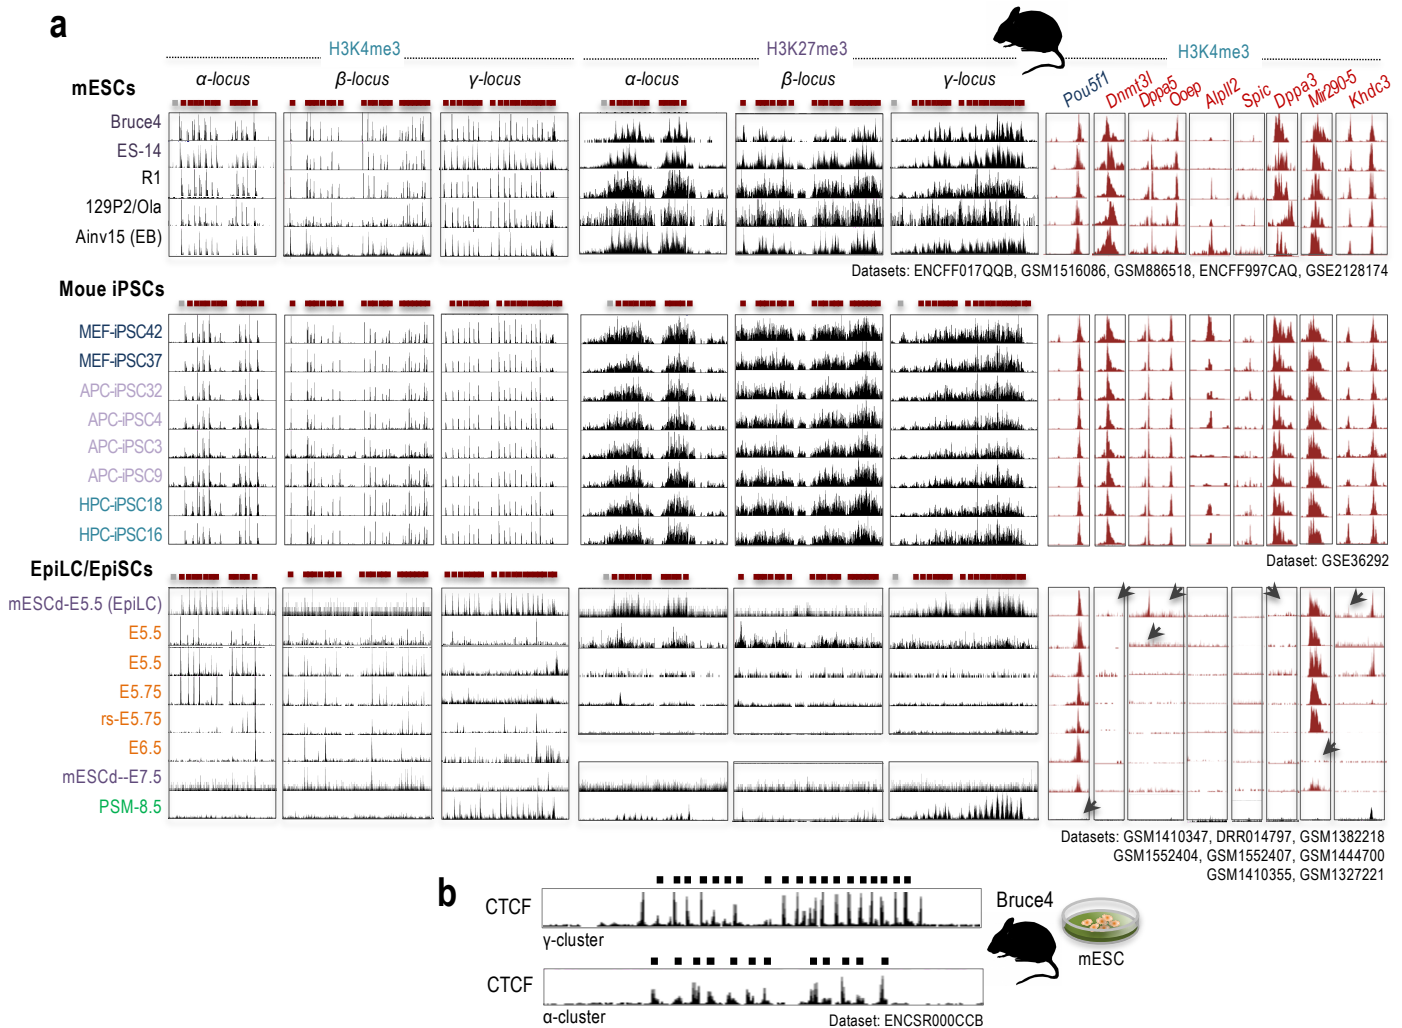 a
H3K4me3
H3K27me3
H3K4me3
α-locus β-locus γ-locus α-locus β-locus γ-locus
Pou5f1 Dnmt3l Dppa5 Ooep Alpll2 Spic Dppa3 Mir290-5 Khdc3
mESCs
Bruce4
ES-14
R1
129P2/Ola
Ainv15 (EB)
Datasets: ENCFF017QQB, GSM1516086, GSM886518, ENCFF997CAQ, GSE2128174
Moue iPSCs
MEF-iPSC42
MEF-iPSC37
APC-iPSC32
APC-iPSC4
APC-iPSC3
APC-iPSC9
HPC-iPSC18
HPC-iPSC16
Dataset: GSE36292
EpiLC/EpiSCs
mESCd-E5.5 (EpiLC)
E5.5
E5.5
E5.75
rs-E5.75
E6.5
mESCd--E7.5
PSM-8.5
Datasets: GSM1410347, DRR014797, GSM1382218
GSM1552404, GSM1552407, GSM1444700
GSM1410355, GSM1327221
b
CTCF
γ-cluster
Bruce4
mESC
CTCF
α-cluster
Dataset: ENCSR000CCB